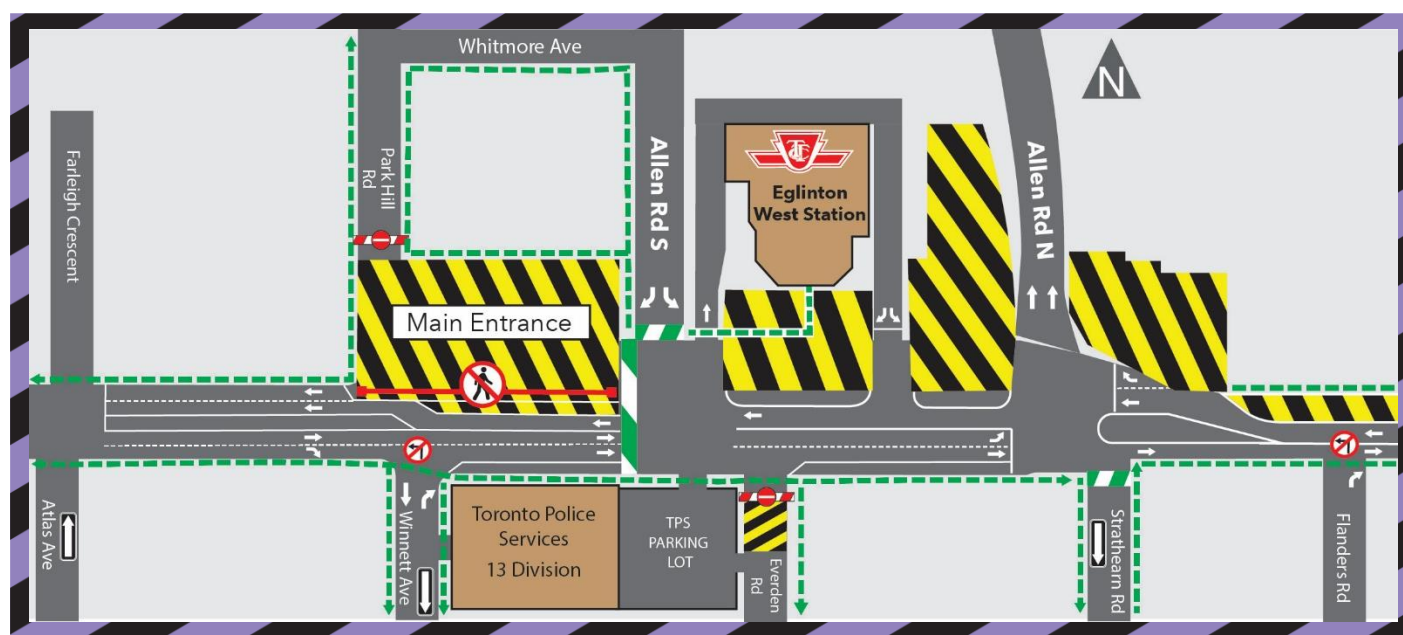 Whitmore Ave
N
Farleigh Crescent
Park Hill
Rd
Allen Rd S
TTC
Eglinton
West Station
Allen Rd N
Main Entrance
Atlas Ave
Winnett Ave
Toronto Police
Services
13 Division
TPS
PARKING
LOT
Everden
Rd
Strathearn Rd
Flanders Rd